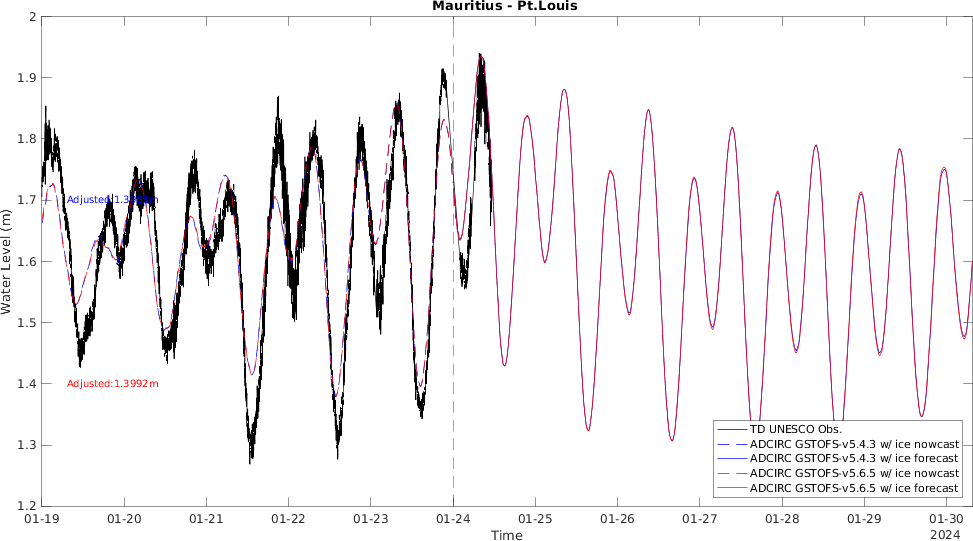 Mauritius - Pt.Louis
Water Level (m)
2
1.9
1.8
1.7
1.6
1.5
1.4
1.3
1.2
Adjusted:1.3992m
01-19
01-20
01-21
01-22
01-23
01-24
01-25
01-26
01-27
01-28
01-29
01-30
2024
Time
TD UNESCO Obs.
ADCIRC GSTOFS-v5.4.3 w/ ice nowcast
ADCIRC GSTOFS-v5.4.3 w/ ice forecast
ADCIRC GSTOFS-v5.6.5 w/ ice nowcast
ADCIRC GSTOFS-v5.6.5 w/ ice forecast